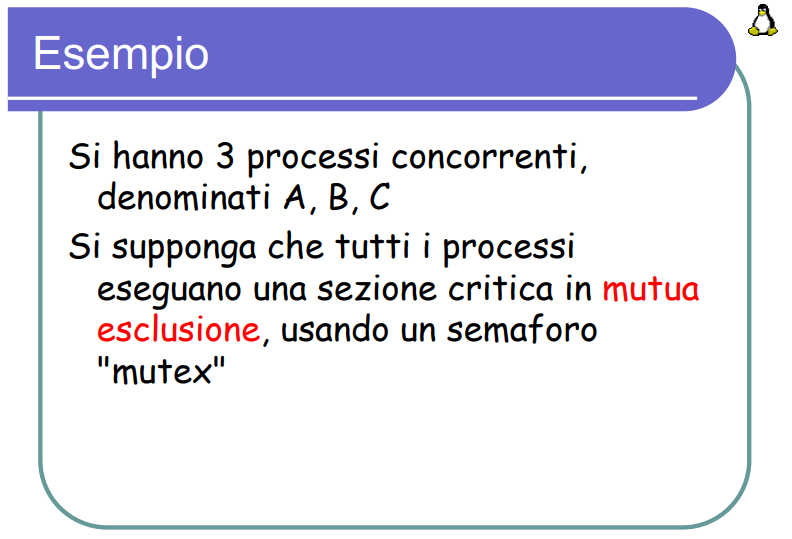 Esempio
Si hanno 3 processi concorrenti,
denominati A, B, C
Si supponga che tutti i processi
eseguano una sezione critica in mutua
esclusione, usando un semaforo
"mutex"